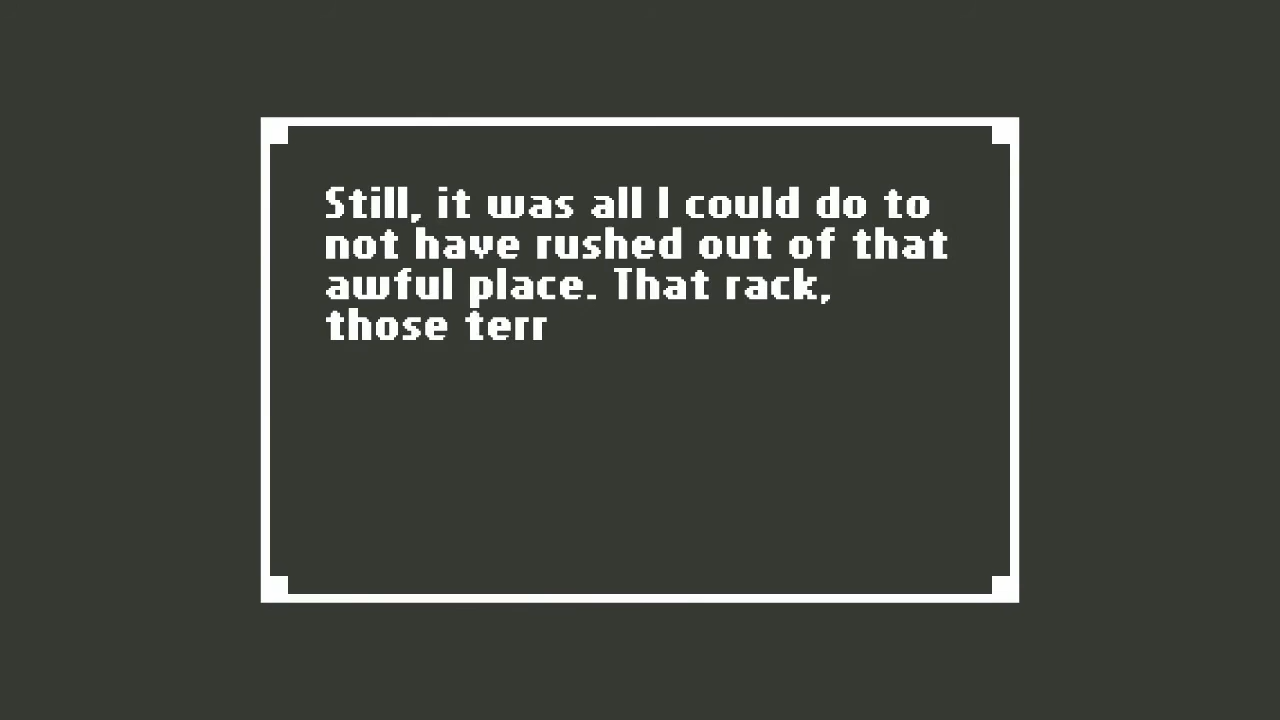 Still, it was all I could do to
not have rushed out of that
awful place. That rack,
those terr